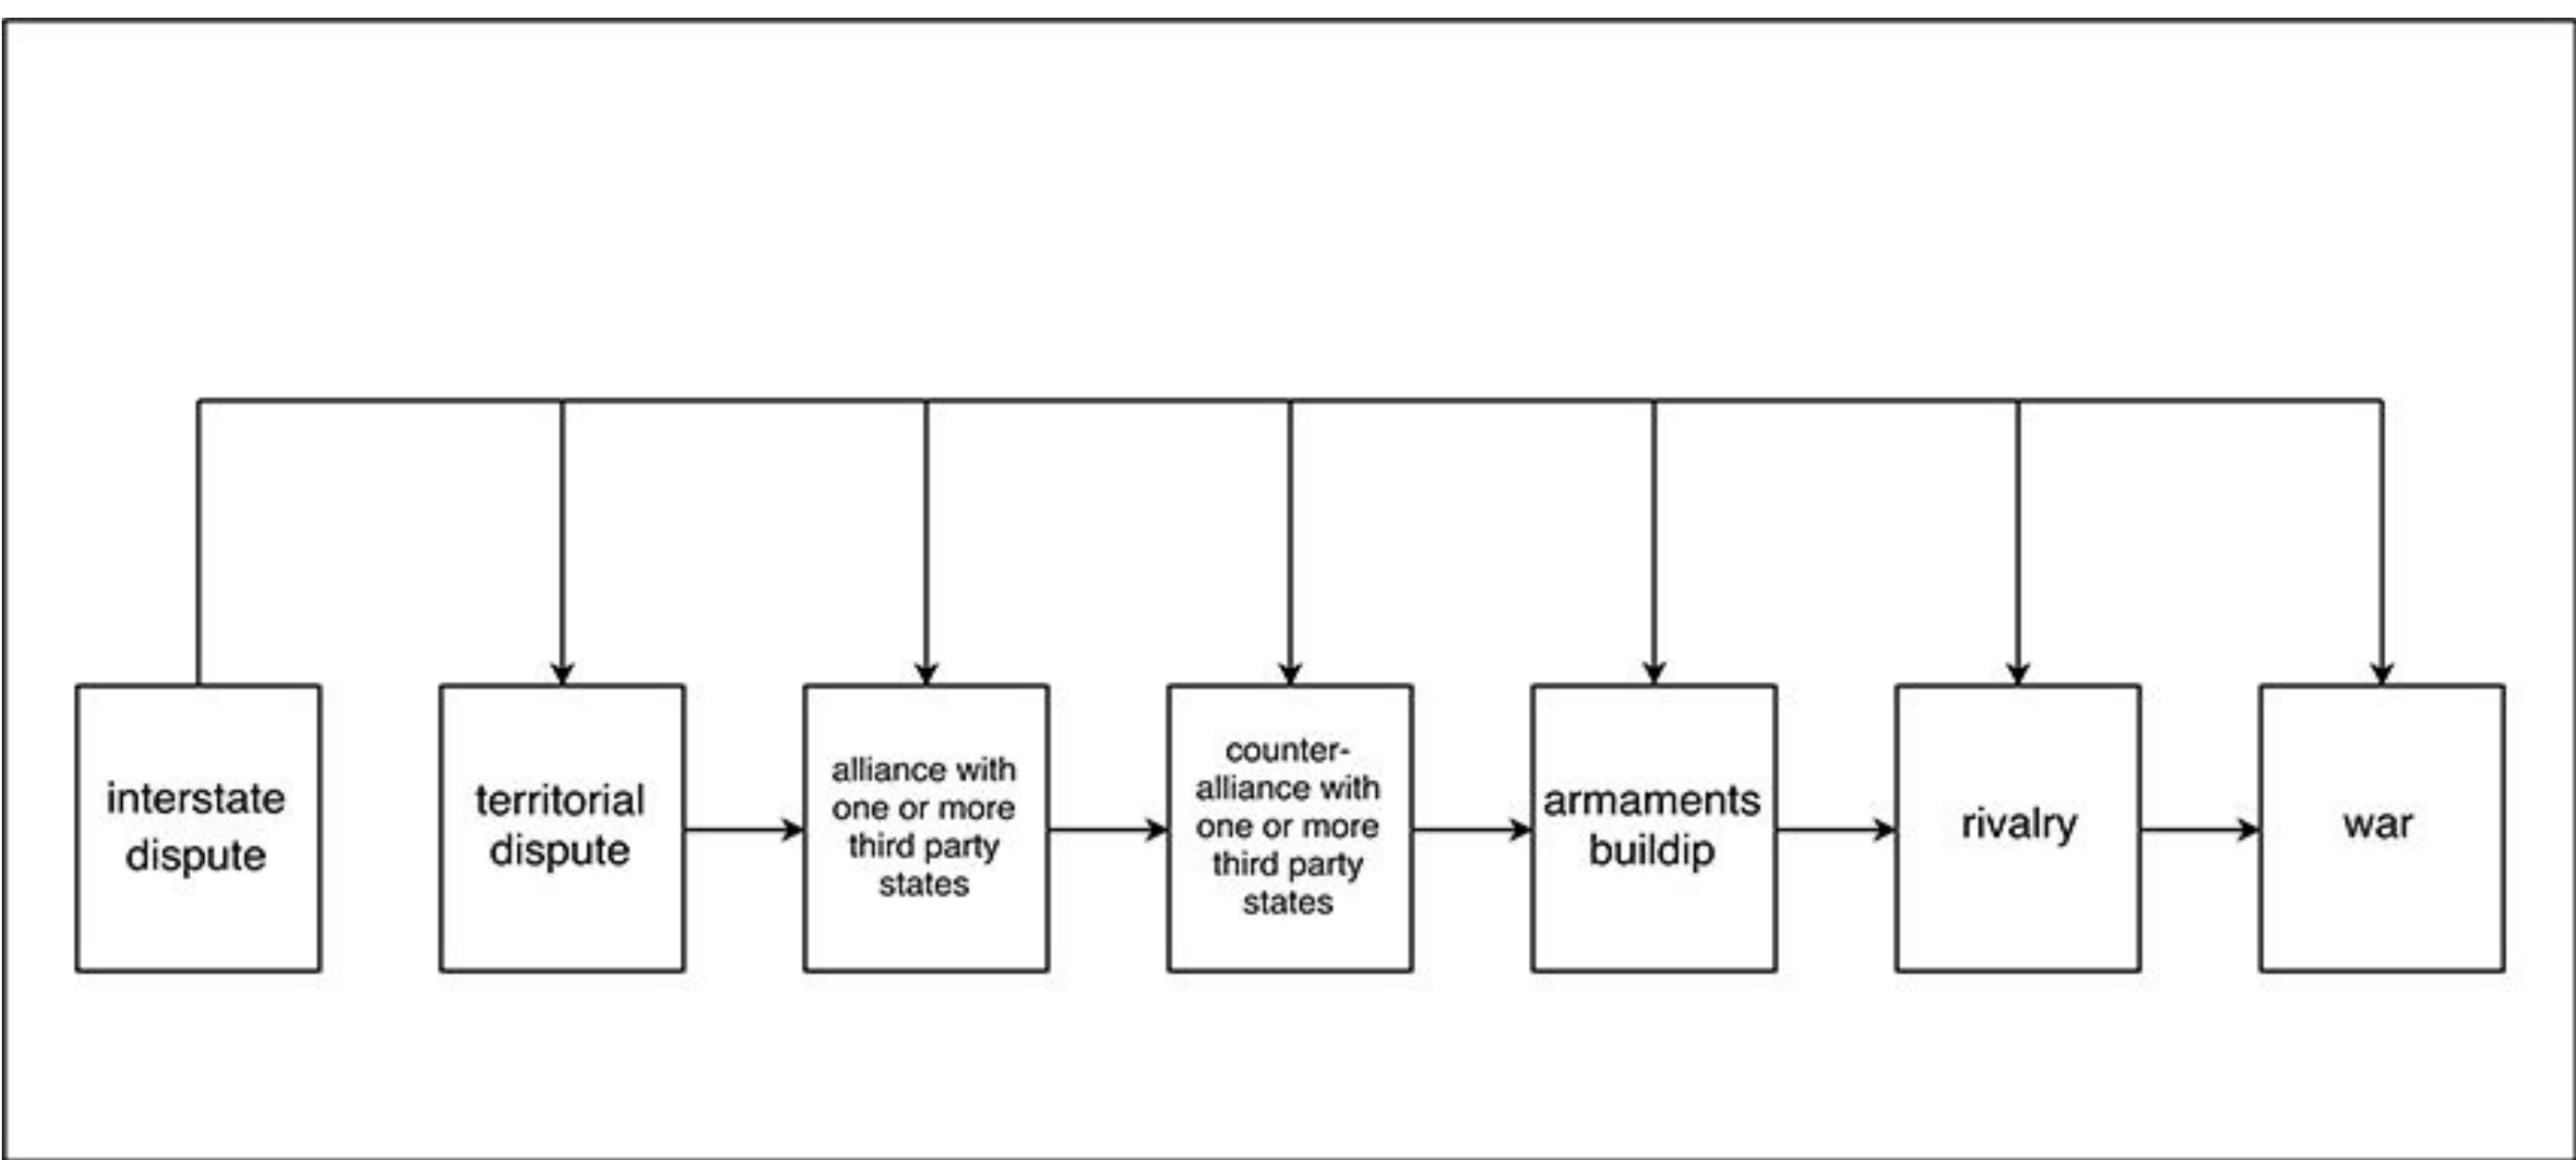 interstate
dispute
territorial
dispute
alliance with
one or more
third party
states
counter-
alliance with
one or more
third party
states
armaments
buildip
rivalry
war